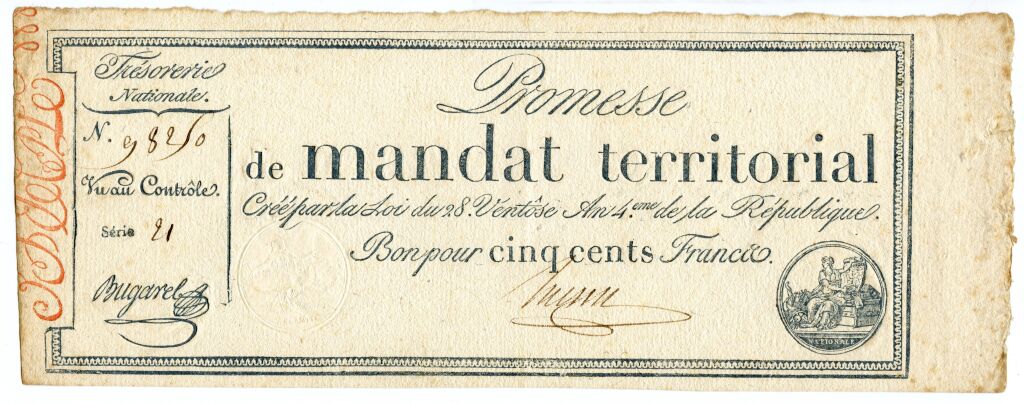 Trésorerie
Nationale.
N. 98250
Vu au Contrôle.
Série 21
Bugarel
Promesse
de mandat territorial
Créé par la Loi du 28. Ventôse An 4.eme de la République.
Bon pour cinq cents Francs.
NATIONALE